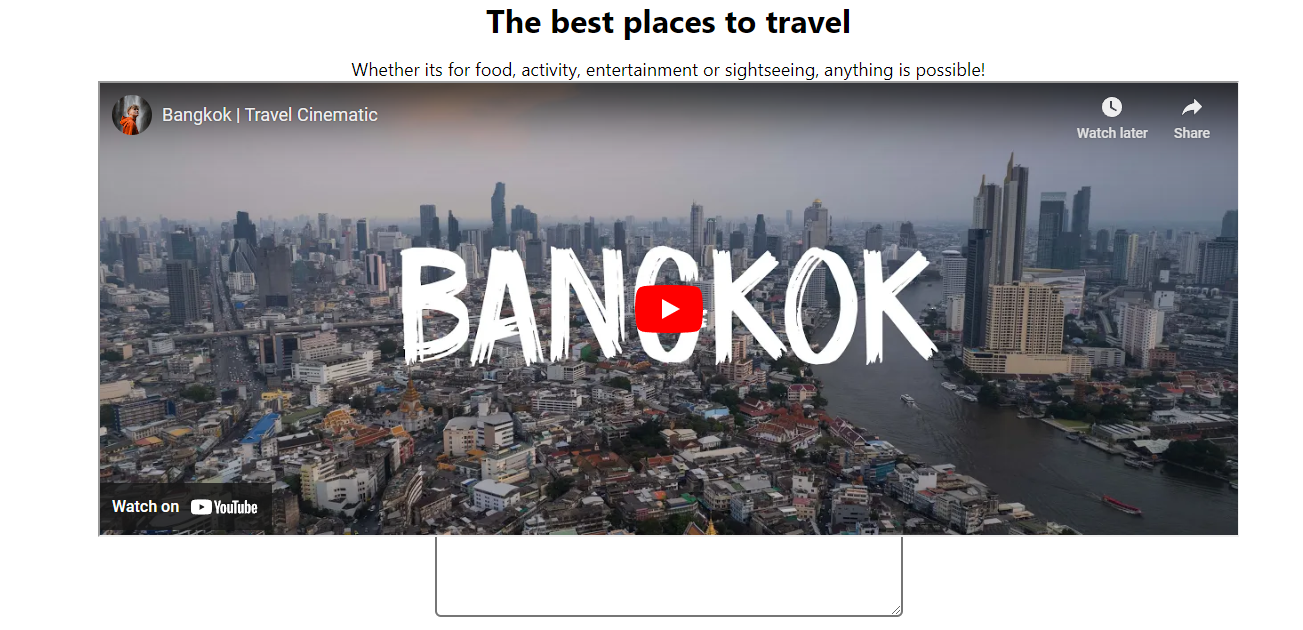 The best places to travel
Whether its for food, activity, entertainment or sightseeing, anything is possible!
Bangkok | Travel Cinematic
Watch later
Share
BANGKOK
Watch on YouTube